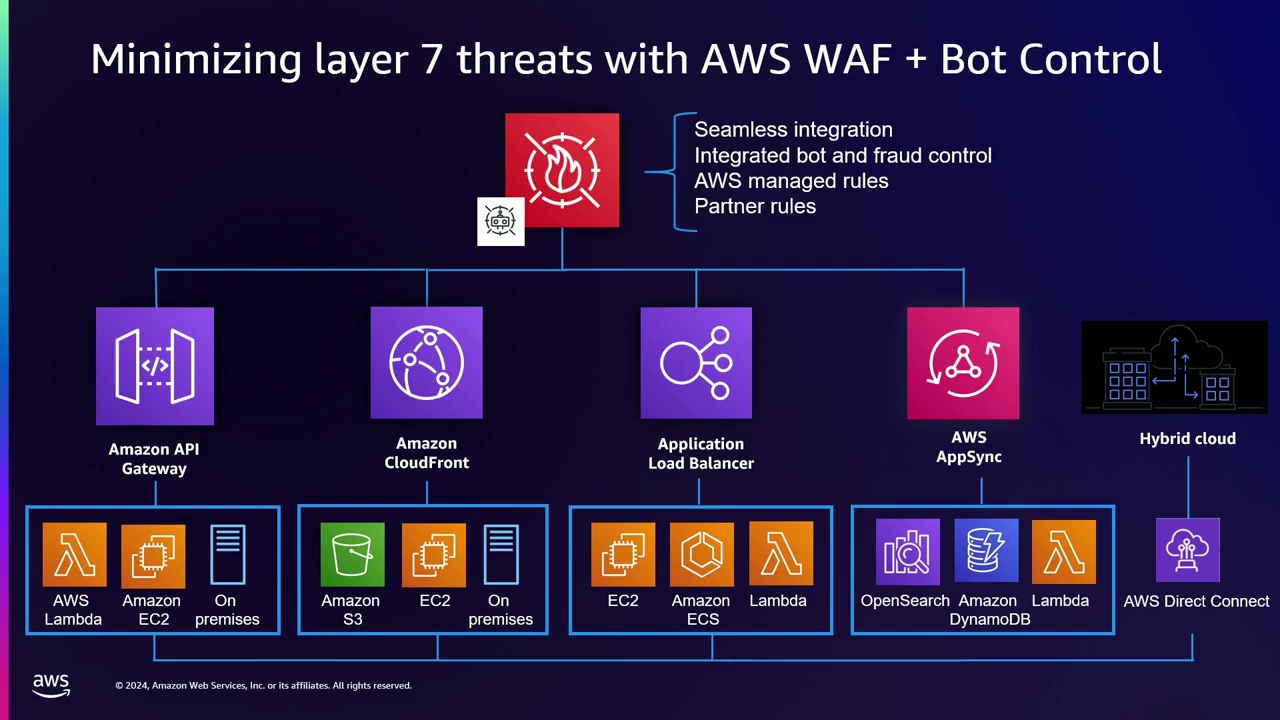 Minimizing layer 7 threats with AWS WAF + Bot Control
Seamless integration
Integrated bot and fraud control
AWS managed rules
Partner rules
Amazon API
Gateway
Amazon
CloudFront
Application
Load Balancer
AWS
AppSync
Hybrid cloud
AWS
Lambda
Amazon
EC2
On
premises
Amazon
S3
EC2
On
premises
EC2
Amazon
ECS
Lambda
OpenSearch
Amazon
DynamoDB
Lambda
AWS Direct Connect
aws
© 2024, Amazon Web Services, Inc. or its affiliates. All rights reserved.